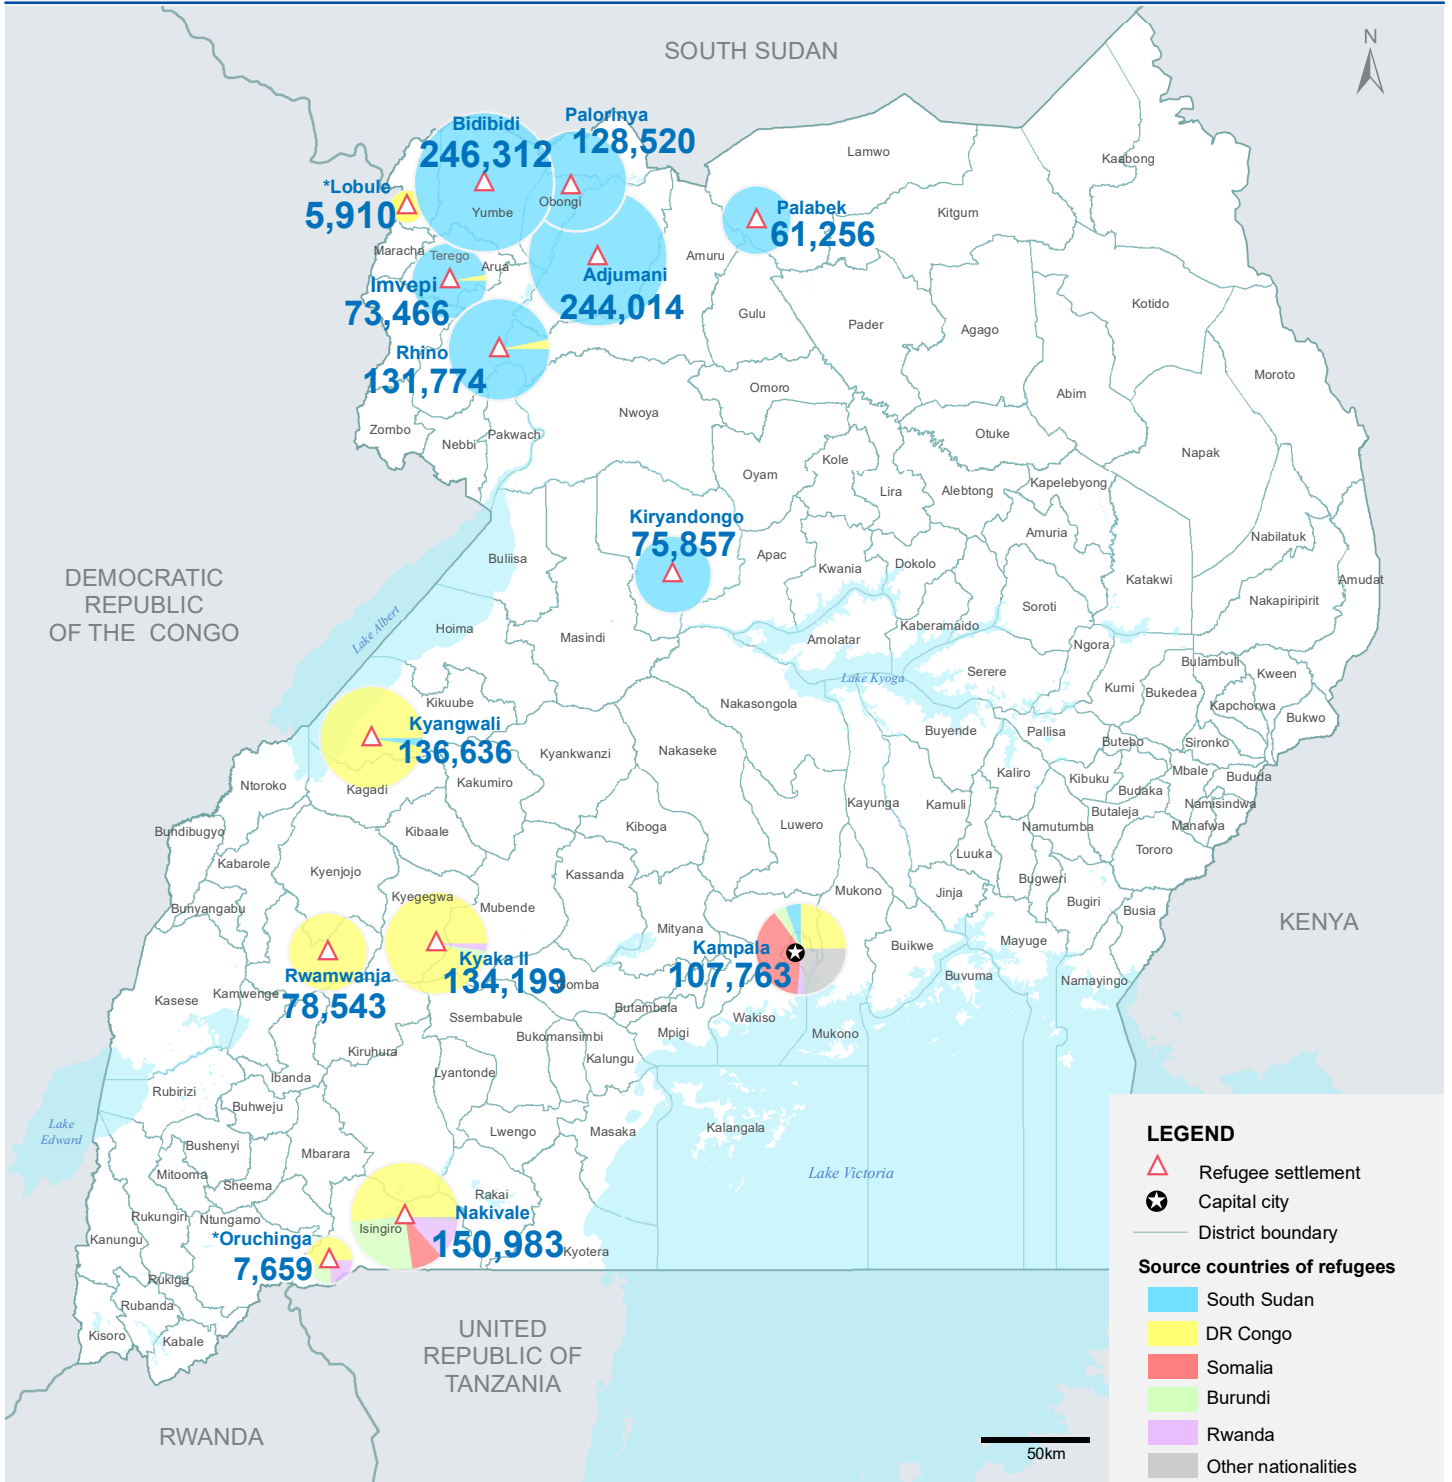 SOUTH SUDAN
N
Bidibidi
246,312
Palorinya
128,520
Lamwo
Kaabong
*Lobule
5,910
Yumbe
Obongi
Palabek
61,256
Kitgum
Maracha
Terego
Arua
Amuru
Imvepi
73,466
Adjumani
244,014
Gulu
Pader
Agago
Kotido
Rhino
131,774
Omoro
Abim
Moroto
Nwoya
Zombo
Nebbi
Pakwach
Otuke
Napak
Kole
Oyam
Lira
Alebtong
Kapelebyong
Kiryandongo
75,857
Amuria
Nabilatuk
Buliisa
Apac
Kwania
Dokolo
Katakwi
Amudat
Nakapiripirit
DEMOCRATIC
REPUBLIC
OF THE CONGO
Lake Albert
Hoima
Masindi
Amolatar
Kaberamaido
Soroti
Ngora
Lake Kyoga
Serere
Bulambuli
Kween
Kumi
Bukedea
Kapchorwa
Bukwo
Kikuube
Nakasongola
Kyangwali
136,636
Kyankwanzi
Nakaseke
Buyende
Pallisa
Butebo
Sironko
Kagadi
Kakumiro
Ntoroko
Kaliro
Kibuku
Mbale
Bududa
Budaka
Kayunga
Kamuli
Butaleja
Namisindwa
Bundibugyo
Kibaale
Kiboga
Luwero
Namutumba
Manafwa
Kabarole
Kyenjojo
Kassanda
Luuka
Tororo
Bugweri
Kyegegwa
Mubende
Mukono
Jinja
Bugiri
Busia
Bunyangabu
Mityana
KENYA
Kampala
107,763
Buikwe
Mayuge
Rwamwanja
78,543
Kyaka II
134,199
Gomba
Buvuma
Namayingo
Kasese
Kamwenge
Ssembabule
Butambala
Wakiso
Bukomansimbi
Mpigi
Mukono
Kiruhura
Kalungu
Ibanda
Lyantonde
Rubirizi
Buhweju
Lake
Edward
Bushenyi
Mbarara
Lwengo
Masaka
Kalangala
Mitooma
Sheema
Lake Victoria
Rakai
Rukungiri
Ntungamo
Isingiro
Nakivale
150,983
Kanungu
*Oruchinga
7,659
Kyotera
Rukiga
Rubanda
Kisoro
Kabale
UNITED
REPUBLIC OF
TANZANIA
RWANDA
50km
LEGEND
Refugee settlement
Capital city
District boundary
Source countries of refugees
South Sudan
DR Congo
Somalia
Burundi
Rwanda
Other nationalities